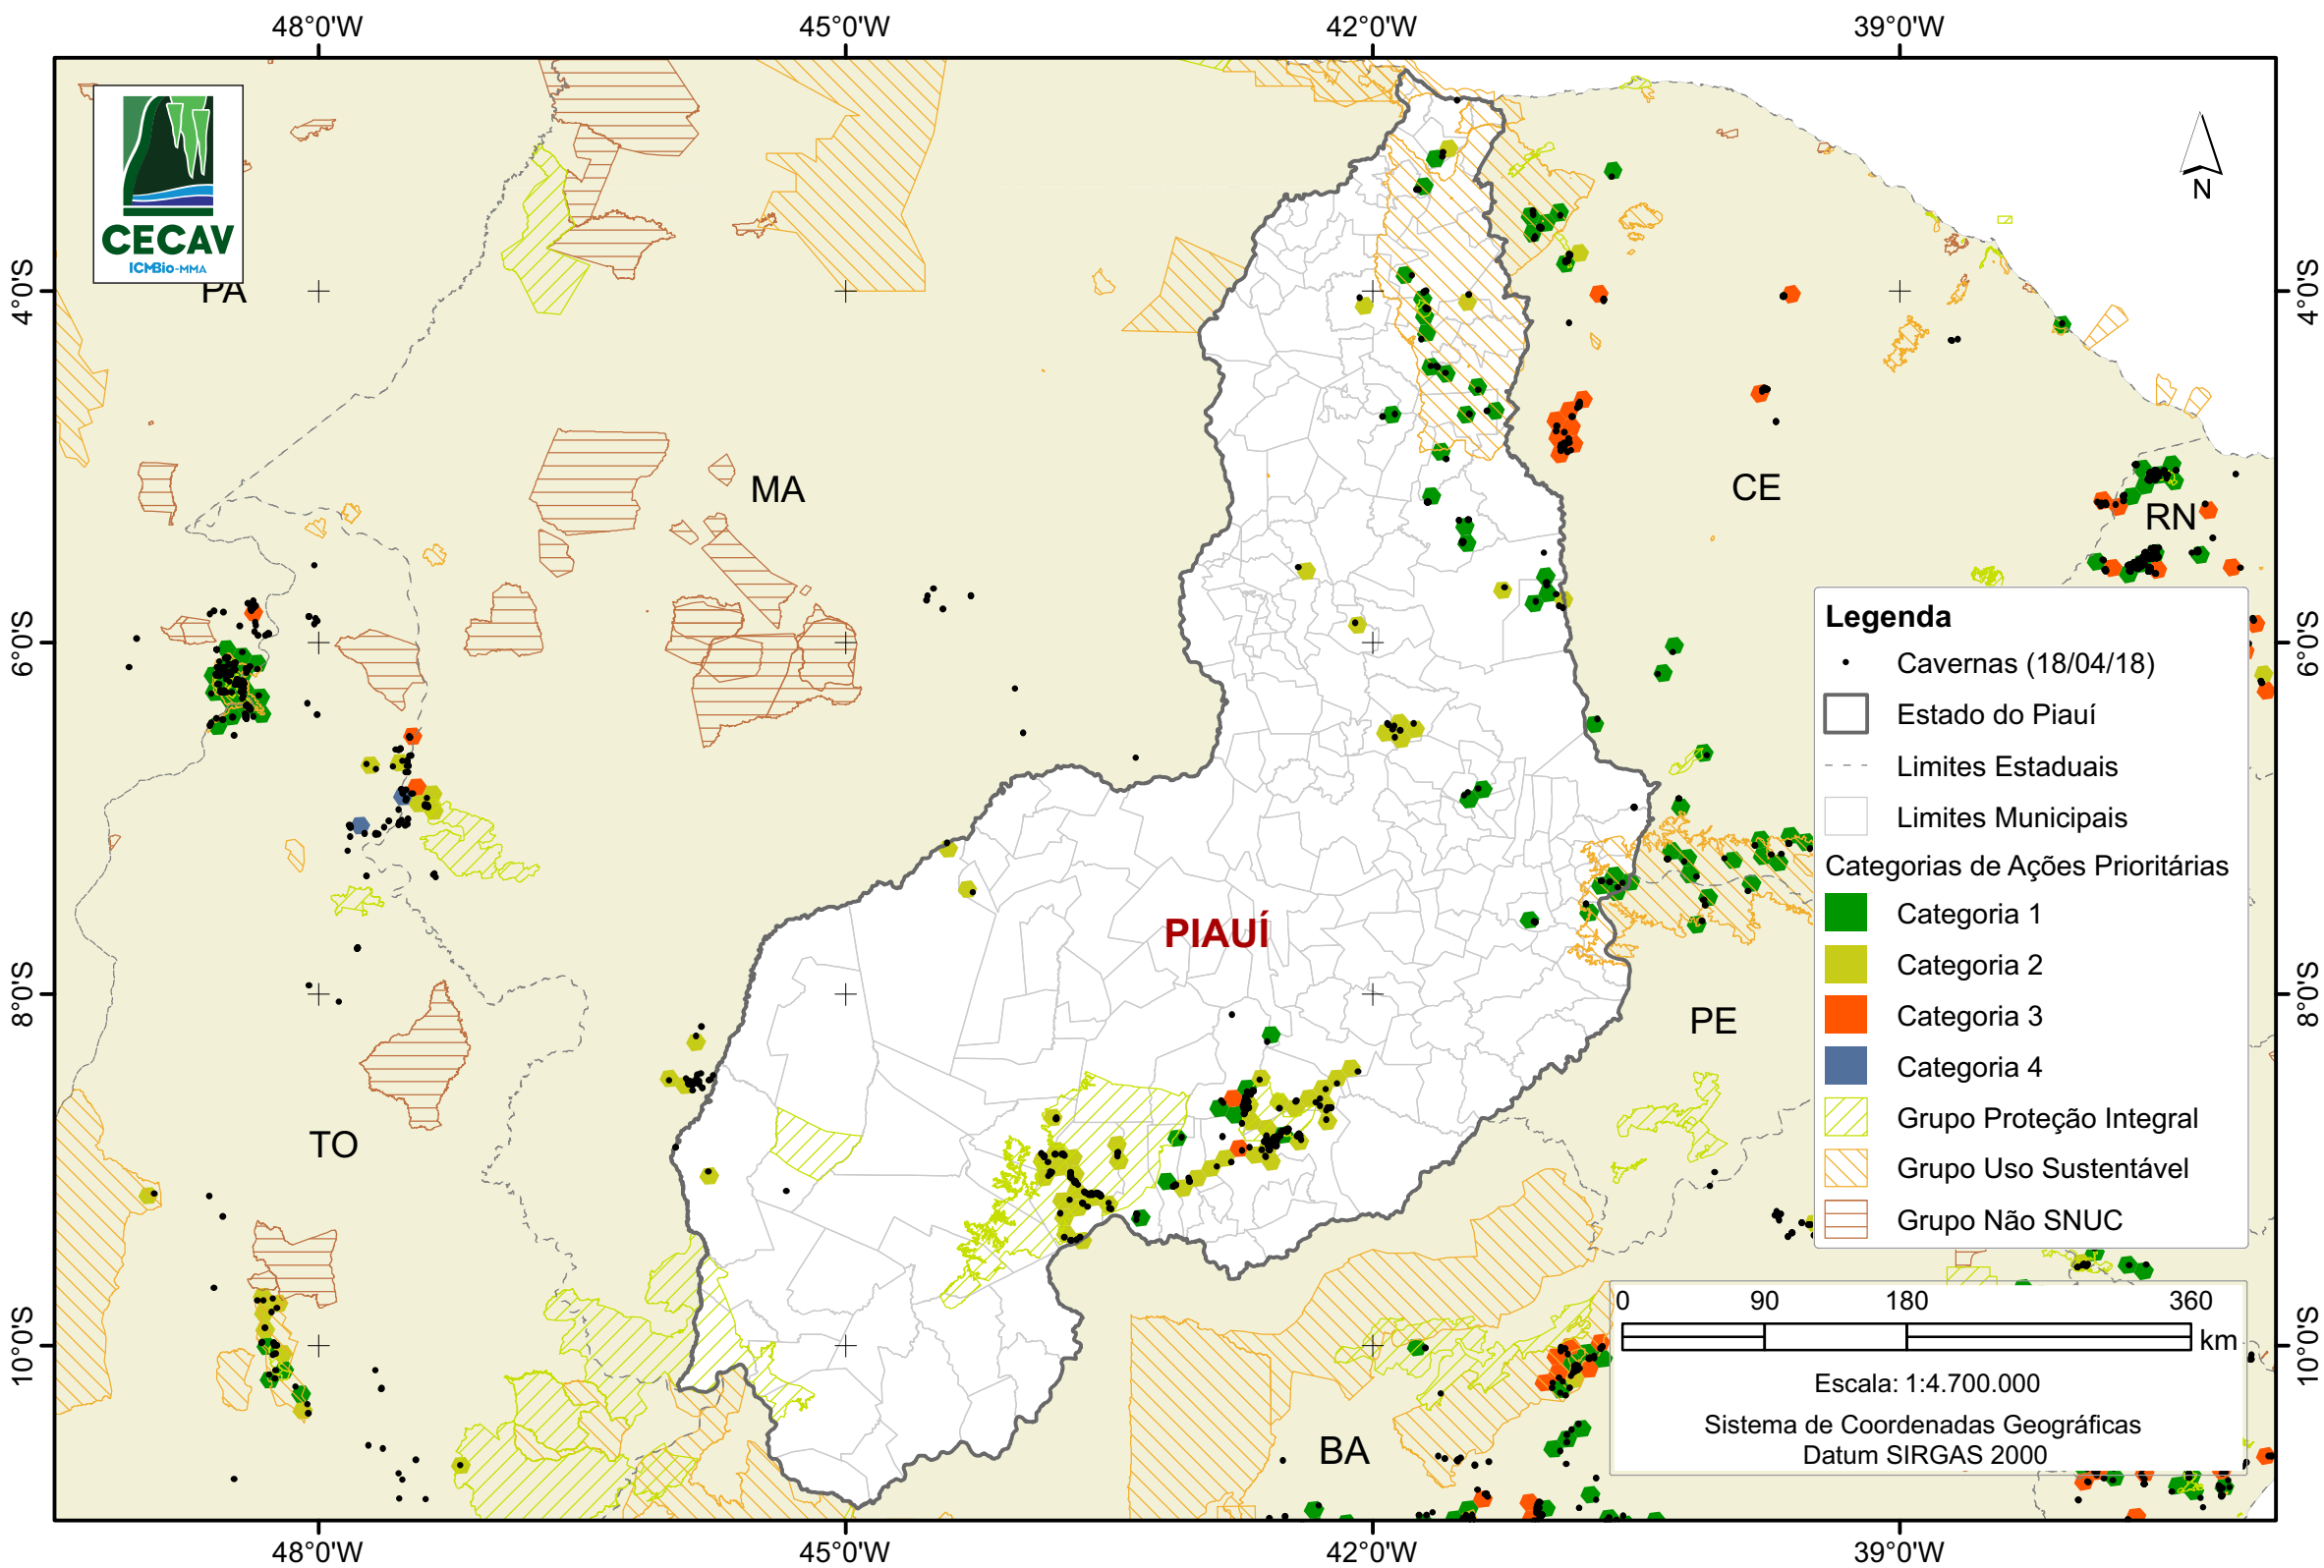 48°0'W
45°0'W
42°0'W
39°0'W
CECAV
ICMBio-MMA
N
4°0'S
4°0'S
PA
MA
CE
RN
6°0'S
6°0'S
Legenda
Cavernas (18/04/18)
Estado do Piauí
Limites Estaduais
Limites Municipais
Categorias de Ações Prioritárias
Categoria 1
Categoria 2
Categoria 3
Categoria 4
Grupo Proteção Integral
Grupo Uso Sustentável
Grupo Não SNUC
PIAUÍ
8°0'S
8°0'S
PE
TO
0
90
180
360
km
Escala: 1:4.700.000
Sistema de Coordenadas Geográficas
Datum SIRGAS 2000
10°0'S
10°0'S
BA
48°0'W
45°0'W
42°0'W
39°0'W